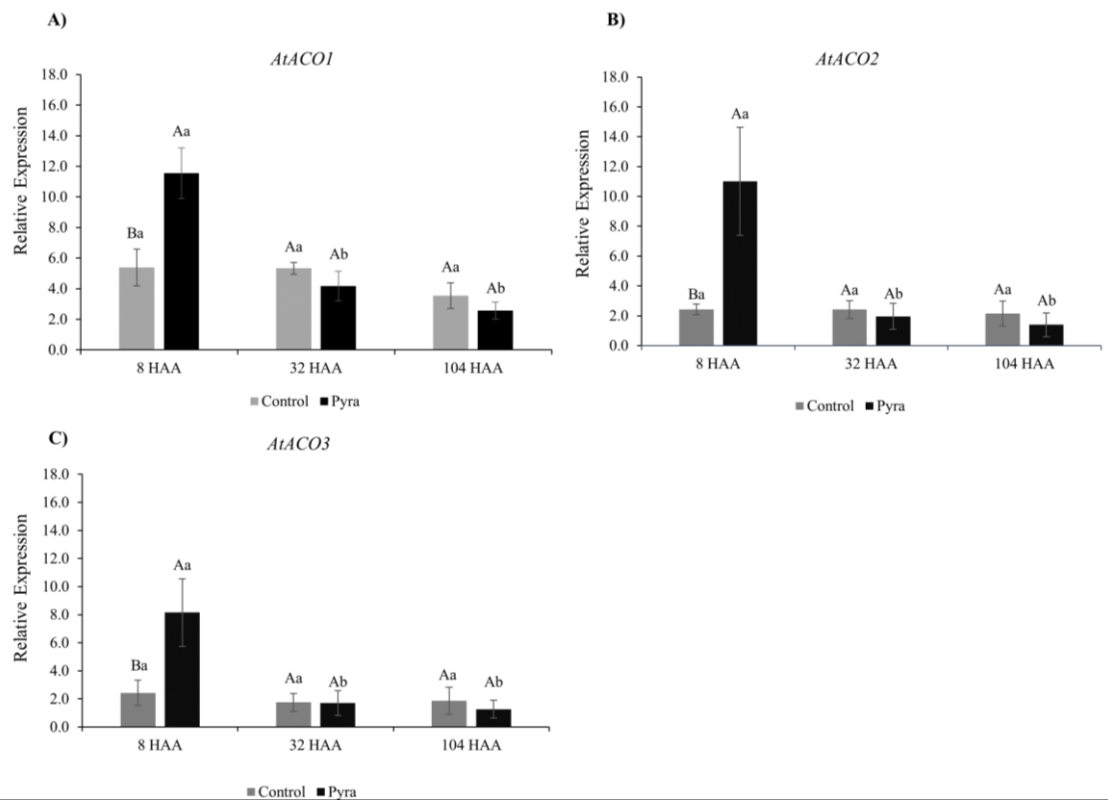 A)
AtACO1
Relative Expression
18.0
16.0
14.0
12.0
10.0
8.0
6.0
4.0
2.0
0.0
Ba
Aa
Aa
Ab
Aa
Ab
8 HAA 32 HAA 104 HAA
Control Pyra
B)
AtACO2
Relative Expression
18.0
16.0
14.0
12.0
10.0
8.0
6.0
4.0
2.0
0.0
Ba
Aa
Aa
Ab
Aa
Ab
8 HAA 32 HAA 104 HAA
Control Pyra
C)
AtACO3
Relative Expression
18.0
16.0
14.0
12.0
10.0
8.0
6.0
4.0
2.0
0.0
Ba
Aa
Aa
Ab
Aa
Ab
8 HAA 32 HAA 104 HAA
Control Pyra